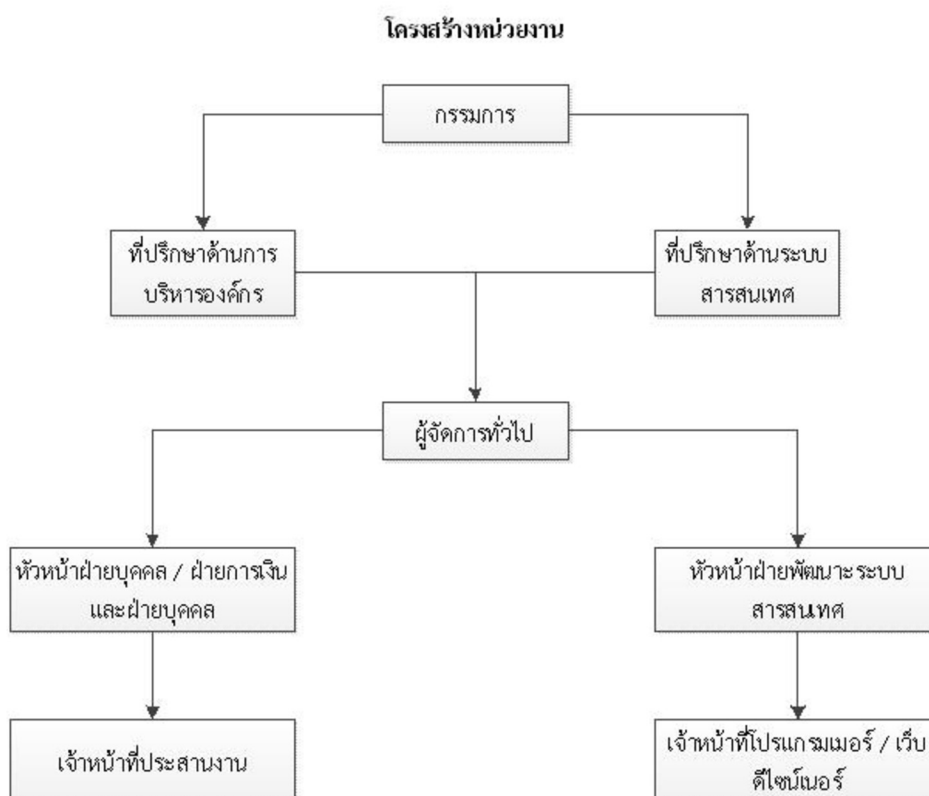 โครงสร้างหน่วยงาน
กรรมการ
ที่ปรึกษาด้านการ
บริหารองค์กร
ที่ปรึกษาด้านระบบ
สารสนเทศ
ผู้จัดการทั่วไป
หัวหน้าฝ่ายบุคคล / ฝ่ายการเงิน
และฝ่ายบุคคล
หัวหน้าฝ่ายพัฒนาะระบบ
สารสนเทศ
เจ้าหน้าที่ประสานงาน
เจ้าหน้าที่โปรแกรมเมอร์ / เว็บ
ดีไซน์เนอร์